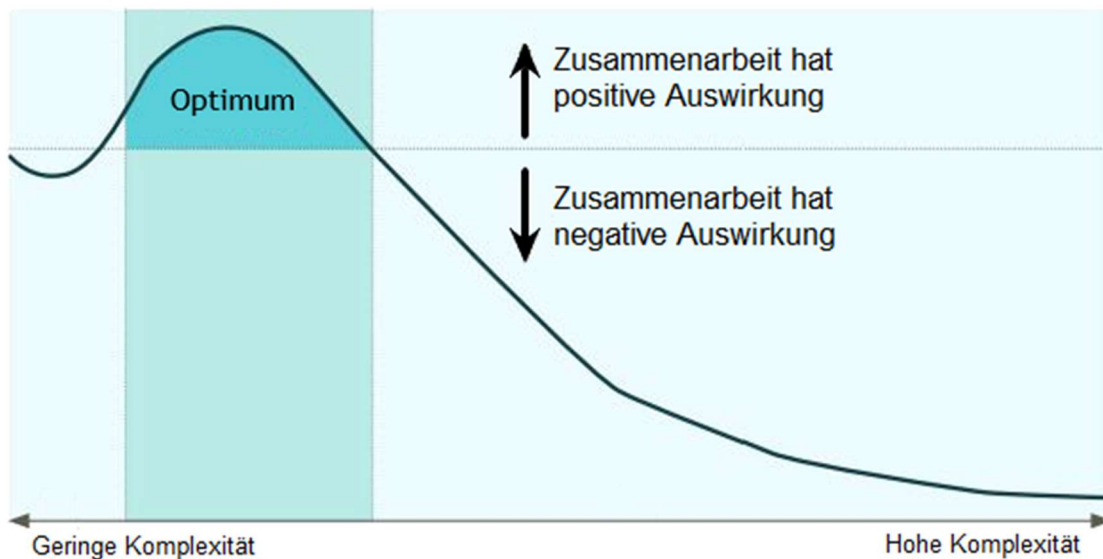 Optimum
Zusammenarbeit hat
positive Auswirkung
Zusammenarbeit hat
negative Auswirkung
Geringe Komplexität
Hohe Komplexität